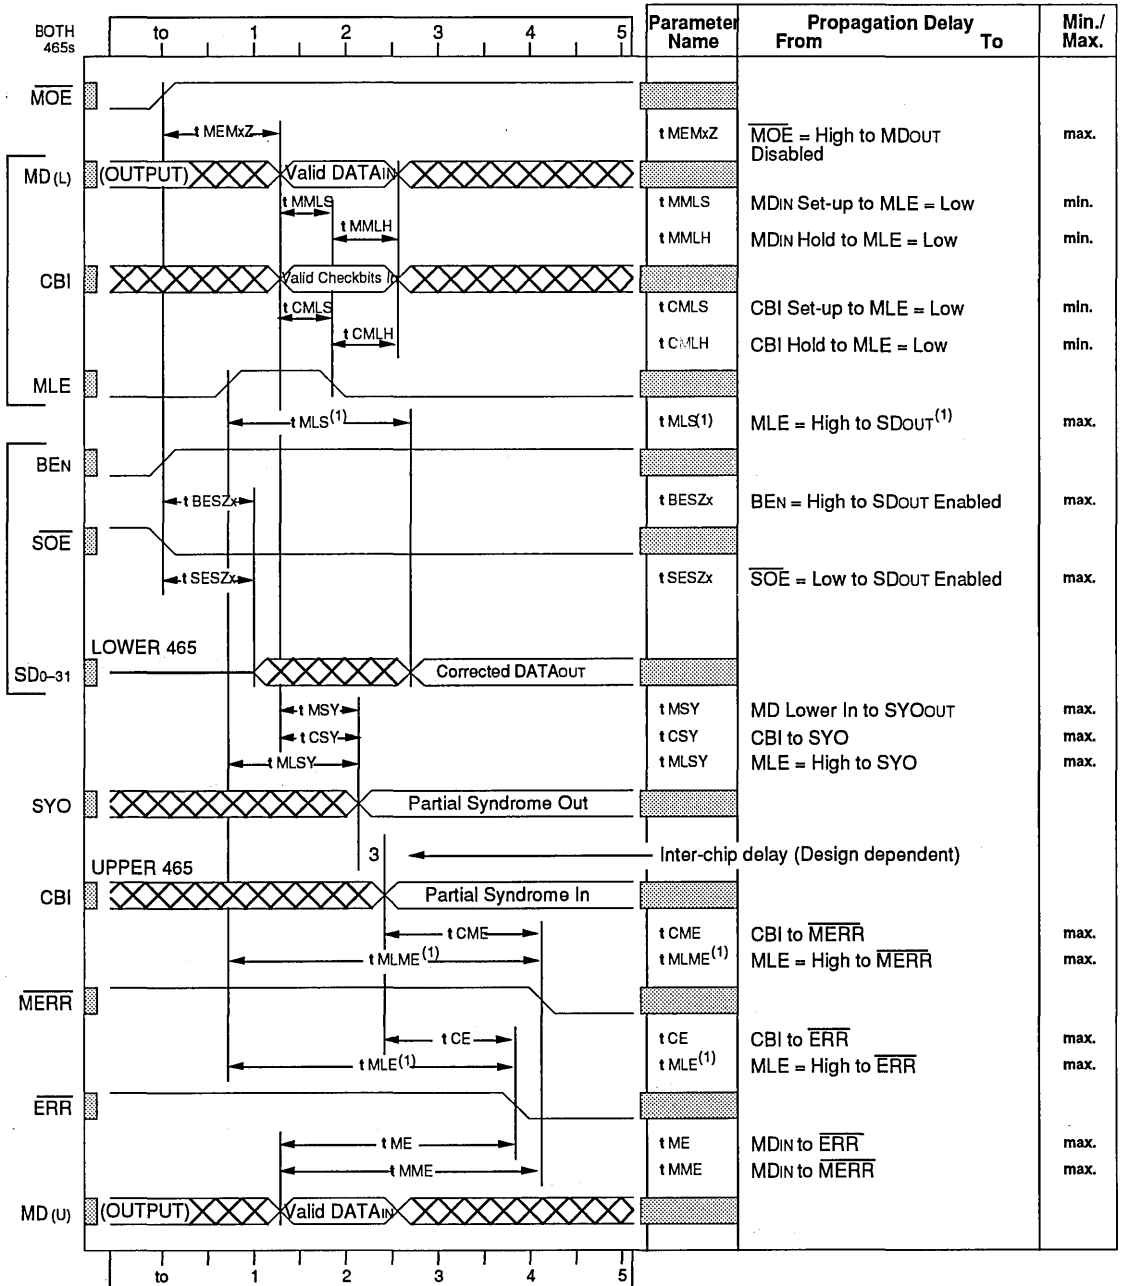 BOTH 465s
to 1 2 3 4 5
Parameter Name
Propagation Delay
From To
Min./ Max.
MOE
t MEMxZ
t MEMxZ MOE = High to MDOUT Disabled max.
MD (L) (OUTPUT) Valid DATAIN
t MMLS
t MMLS MDIN Set-up to MLE = Low min.
t MMLH
t MMLH MDIN Hold to MLE = Low min.
CBI Valid Checkbits In
t CMLS
t CMLS CBI Set-up to MLE = Low min.
t CMLH
t CMLH CBI Hold to MLE = Low min.
MLE
t MLS(1)
t MLS(1) MLE = High to SDOUT(1) max.
BEN
t BESZx
t BESZx BEN = High to SDOUT Enabled max.
SOE
t SESZx
t SESZx SOE = Low to SDOUT Enabled max.
LOWER 465
SD0–31 Corrected DATAOUT
t MSY
t MSY MD Lower In to SYOOUT max.
t CSY
t CSY CBI to SYO max.
t MLSY
t MLSY MLE = High to SYO max.
SYO Partial Syndrome Out
3 Inter-chip delay (Design dependent)
UPPER 465
CBI Partial Syndrome In
t CME
t CME CBI to MERR max.
t MLME(1)
t MLME(1) MLE = High to MERR max.
MERR
t CE
t CE CBI to ERR max.
t MLE(1)
t MLE(1) MLE = High to ERR max.
ERR
t ME
t ME MDIN to ERR max.
t MME
t MME MDIN to MERR max.
MD (U) (OUTPUT) Valid DATAIN
to 1 2 3 4 5